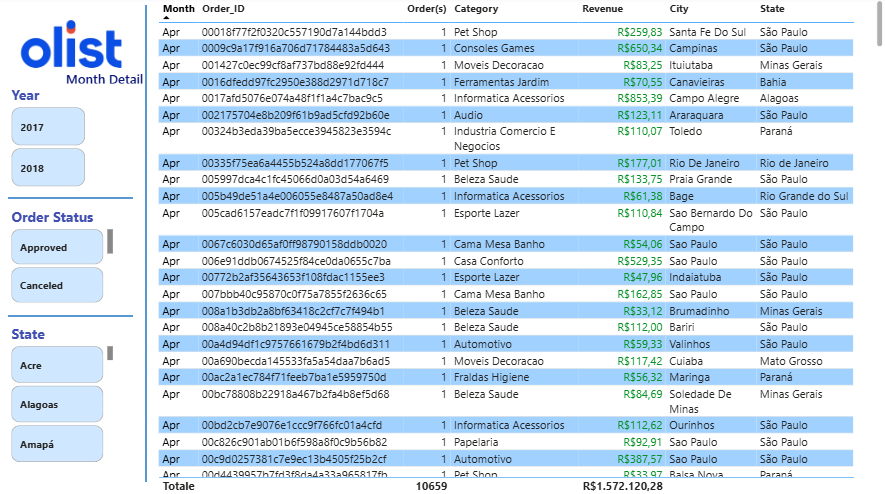 olist
Month Detail
Year
2017
2018
Order Status
Approved
Canceled
State
Acre
Alagoas
Amapá
Month Order_ID Order(s) Category Revenue City State
Apr 00018f77f2f0320c557190d7a144bdd3 1 Pet Shop R$259,83 Santa Fe Do Sul São Paulo
Apr 0009c9a17f916a706d71784483a5d643 1 Consoles Games R$650,34 Campinas São Paulo
Apr 001427c0ec99cf8af737bd88e92fd444 1 Moveis Decoracao R$83,25 Ituiutaba Minas Gerais
Apr 0016dfedd97fc2950e388d2971d718c7 1 Ferramentas Jardim R$70,55 Canavieiras Bahia
Apr 0017afd5076e074a48f1f1a4c7bac9c5 1 Informatica Acessorios R$853,39 Campo Alegre Alagoas
Apr 002175704e8b209f61b9ad5cfd92b60e 1 Audio R$123,11 Araraquara São Paulo
Apr 00324b3eda39ba5ecce3945823e3594c 1 Industria Comercio E R$110,07 Toledo Paraná
Negocios
Apr 00335f75ea6a4455b524a8dd177067f5 1 Pet Shop R$177,01 Rio De Janeiro Rio de Janeiro
Apr 005997dca4c1fc45066d0a03d54a6469 1 Beleza Saude R$133,75 Praia Grande São Paulo
Apr 005b49de51a4e006055e8487a50ad8e4 1 Informatica Acessorios R$61,38 Bage Rio Grande do Sul
Apr 005cad6157eadc7f1f09917607f1704a 1 Esporte Lazer R$110,84 Sao Bernardo Do São Paulo
Campo
Apr 0067c6030d65af0ff98790158ddb0020 1 Cama Mesa Banho R$54,06 Sao Paulo São Paulo
Apr 006e91ddb0674525f84ce0da0655c7ba 1 Casa Conforto R$529,35 Sao Paulo São Paulo
Apr 00772b2af35643653f108fdac1155ee3 1 Esporte Lazer R$47,96 Indaiatuba São Paulo
Apr 007bbb40c95870c0f75a7855f2636c65 1 Cama Mesa Banho R$162,85 Sao Paulo São Paulo
Apr 008a1b3db2a8bf63418c2cf7c7f494b1 1 Beleza Saude R$33,12 Brumadinho Minas Gerais
Apr 008a40c2b8b21893e04945ce58854b55 1 Beleza Saude R$112,00 Bariri São Paulo
Apr 00a4d94df1c9757661679b2f4bd6d311 1 Automotivo R$59,33 Valinhos São Paulo
Apr 00a690becda145533fa5a54daa7b6ad5 1 Moveis Decoracao R$117,42 Cuiaba Mato Grosso
Apr 00ac2a1ec784f71feeb7ba1e5959750d 1 Fraldas Higiene R$56,32 Maringa Paraná
Apr 00bc78808b22918a467b2fa4b8ef5d68 1 Beleza Saude R$84,69 Soledade De Minas Gerais
Minas
Apr 00bd2cb7e9076e1ccc9f766fc01a4cfd 1 Informatica Acessorios R$112,62 Ourinhos São Paulo
Apr 00c826c901ab01b6f598a8f0c9b56b82 1 Papelaria R$92,91 Sao Paulo São Paulo
Apr 00c9d0257381c7e9ec13b4505f25b2cf 1 Automotivo R$387,57 Sao Paulo São Paulo
Apr 00d4439957b7fd3f8da4a33a965817fb 1 Pet Shop R$33,97 Balsa Nova Paraná
Totale 10659 R$1.572.120,28